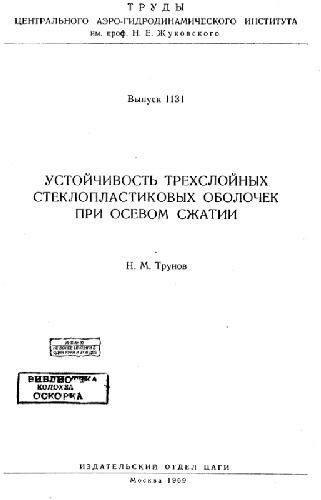 ТРУДЫ
ЦЕНТРАЛЬНОГО АЭРО-ГИДРОДИНАМИЧЕСКОГО ИНСТИТУТА
им. проф. Н. Е. Жуковского
Выпуск 1131
УСТОЙЧИВОСТЬ ТРЕХСЛОЙНЫХ
СТЕКЛОПЛАСТИКОВЫХ ОБОЛОЧЕК
ПРИ ОСЕВОМ СЖАТИИ
Н. М. Трунов
БИБЛИОТЕКА
ОСКОРКА
ИЗДАТЕЛЬСКИЙ ОТДЕЛ ЦАГИ
Москва 1969